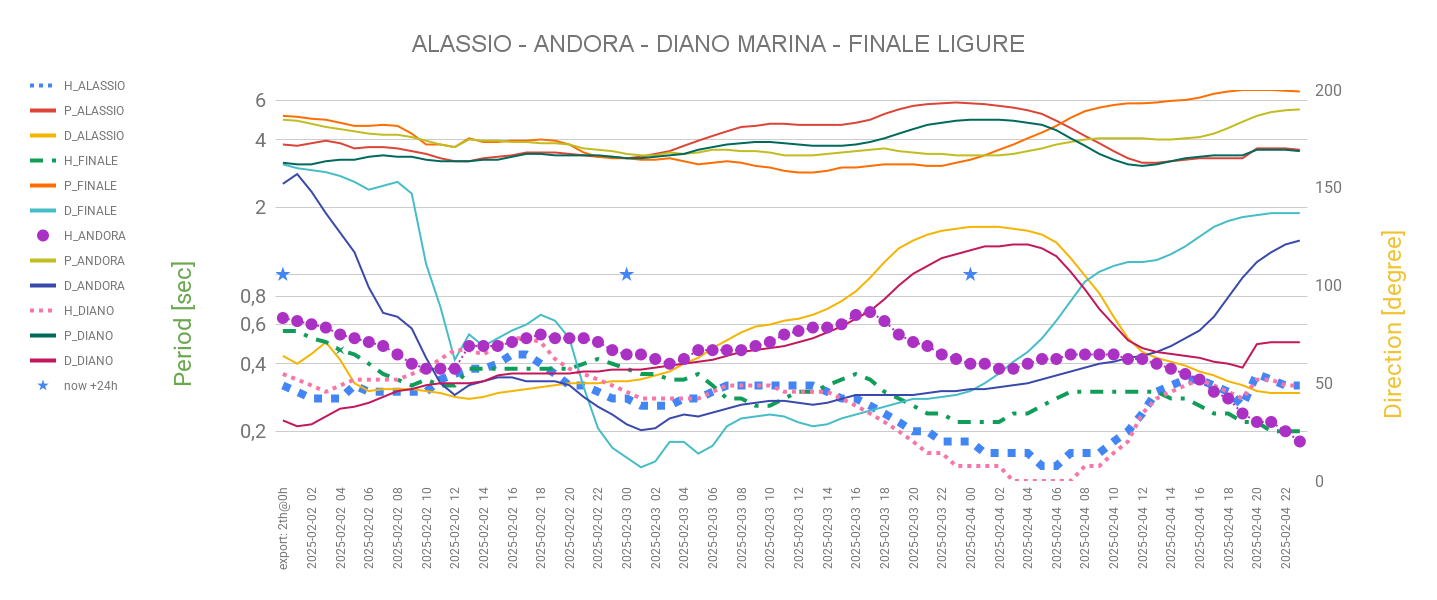 ALASSIO - ANDORA - DIANO MARINA - FINALE LIGURE
H_ALASSIO
P_ALASSIO
D_ALASSIO
H_FINALE
P_FINALE
D_FINALE
H_ANDORA
P_ANDORA
D_ANDORA
H_DIANO
P_DIANO
D_DIANO
now +24h
Period [sec]
6
4
2
0,8
0,6
0,4
0,2
200
150
100
50
0
Direction [degree]
export: 2th@0h
2025-02-02 02
2025-02-02 04
2025-02-02 06
2025-02-02 08
2025-02-02 10
2025-02-02 12
2025-02-02 14
2025-02-02 16
2025-02-02 18
2025-02-02 20
2025-02-02 22
2025-02-03 00
2025-02-03 02
2025-02-03 04
2025-02-03 06
2025-02-03 08
2025-02-03 10
2025-02-03 12
2025-02-03 14
2025-02-03 16
2025-02-03 18
2025-02-03 20
2025-02-03 22
2025-02-04 00
2025-02-04 02
2025-02-04 04
2025-02-04 06
2025-02-04 08
2025-02-04 10
2025-02-04 12
2025-02-04 14
2025-02-04 16
2025-02-04 18
2025-02-04 20
2025-02-04 22